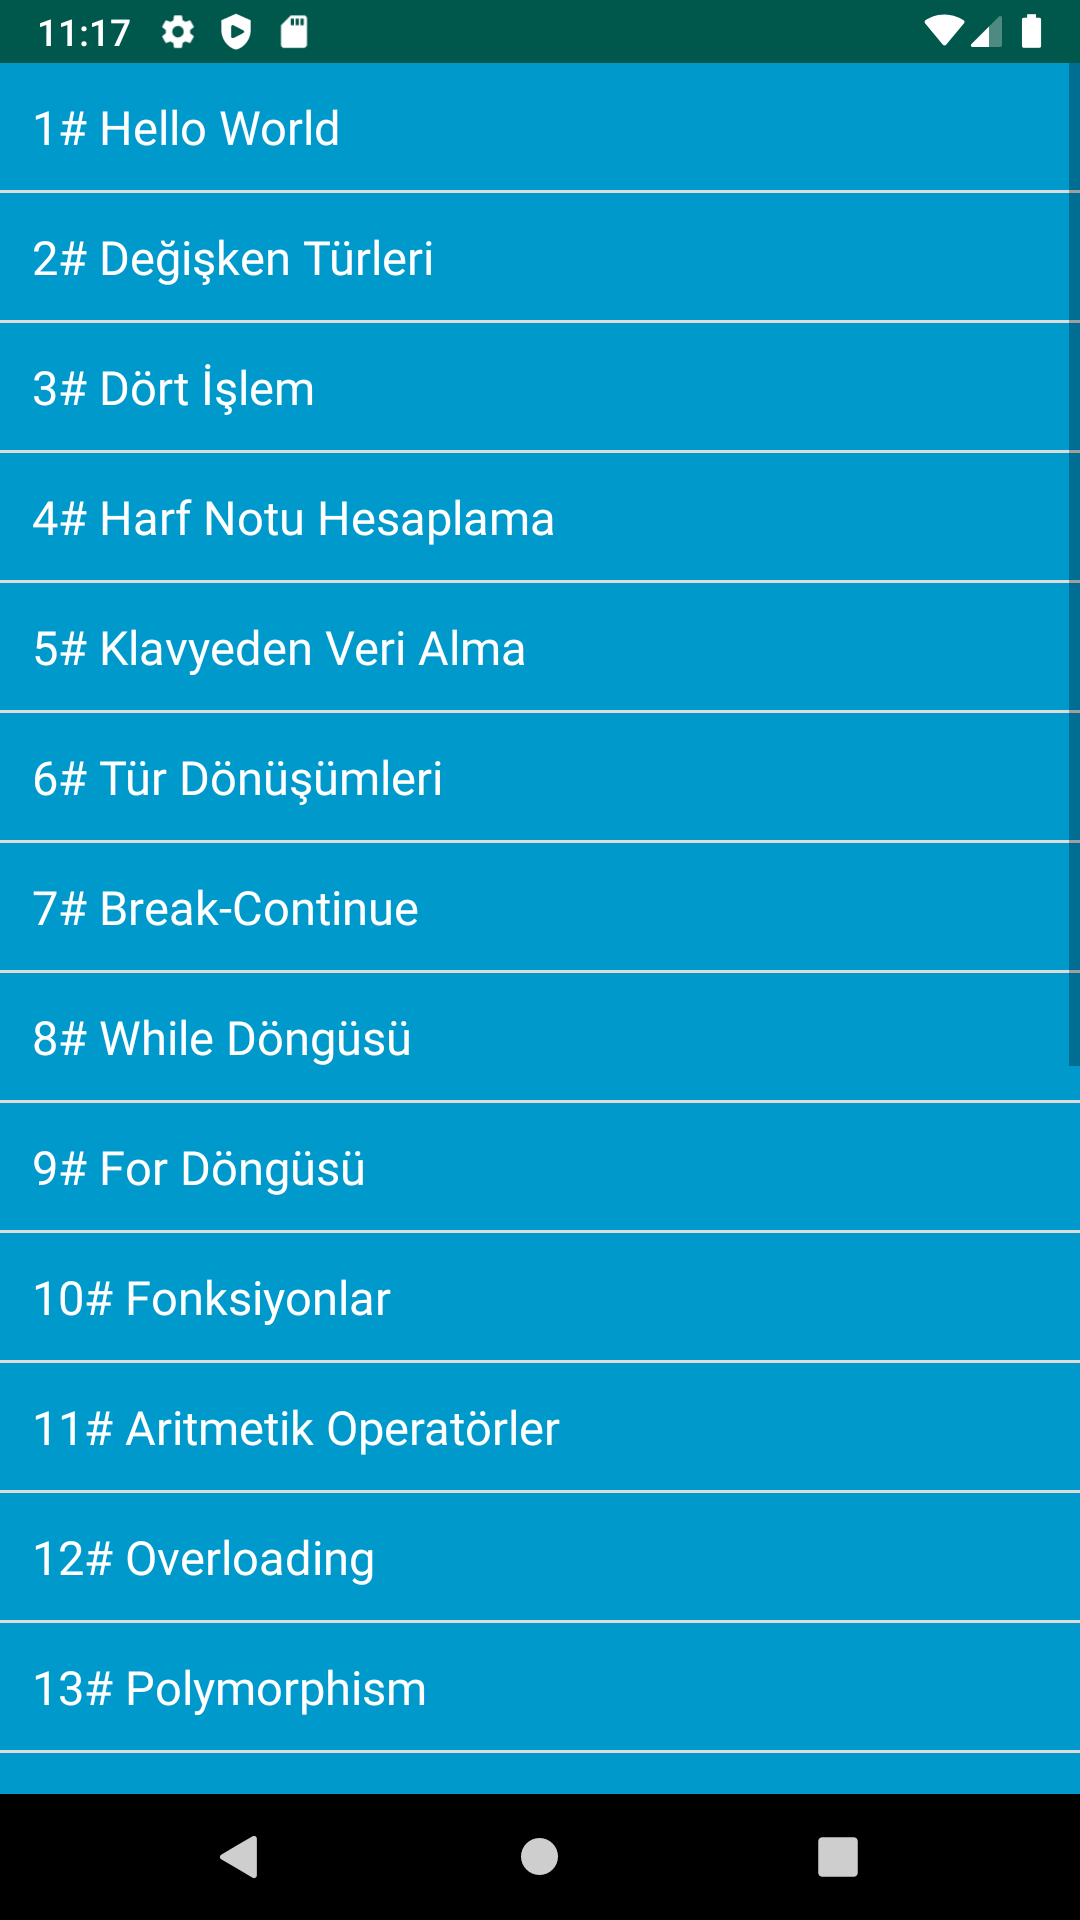 11:17
1# Hello World
2# Değişken Türleri
3# Dört İşlem
4# Harf Notu Hesaplama
5# Klavyeden Veri Alma
6# Tür Dönüşümleri
7# Break-Continue
8# While Döngüsü
9# For Döngüsü
10# Fonksiyonlar
11# Aritmetik Operatörler
12# Overloading
13# Polymorphism